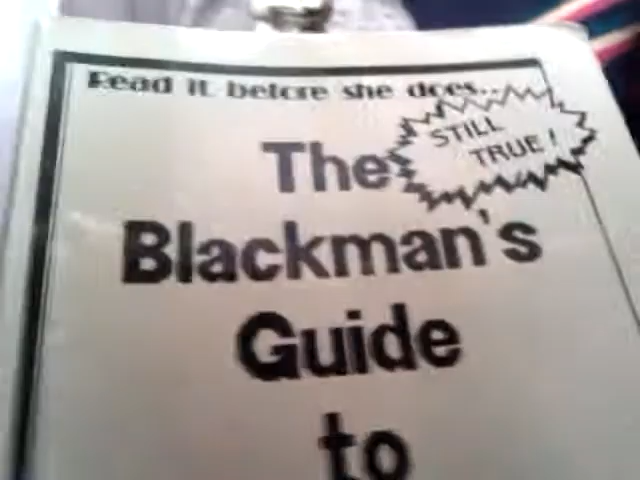 Read it before she does...
STILL
TRUE!
The
Blackman's
Guide
to